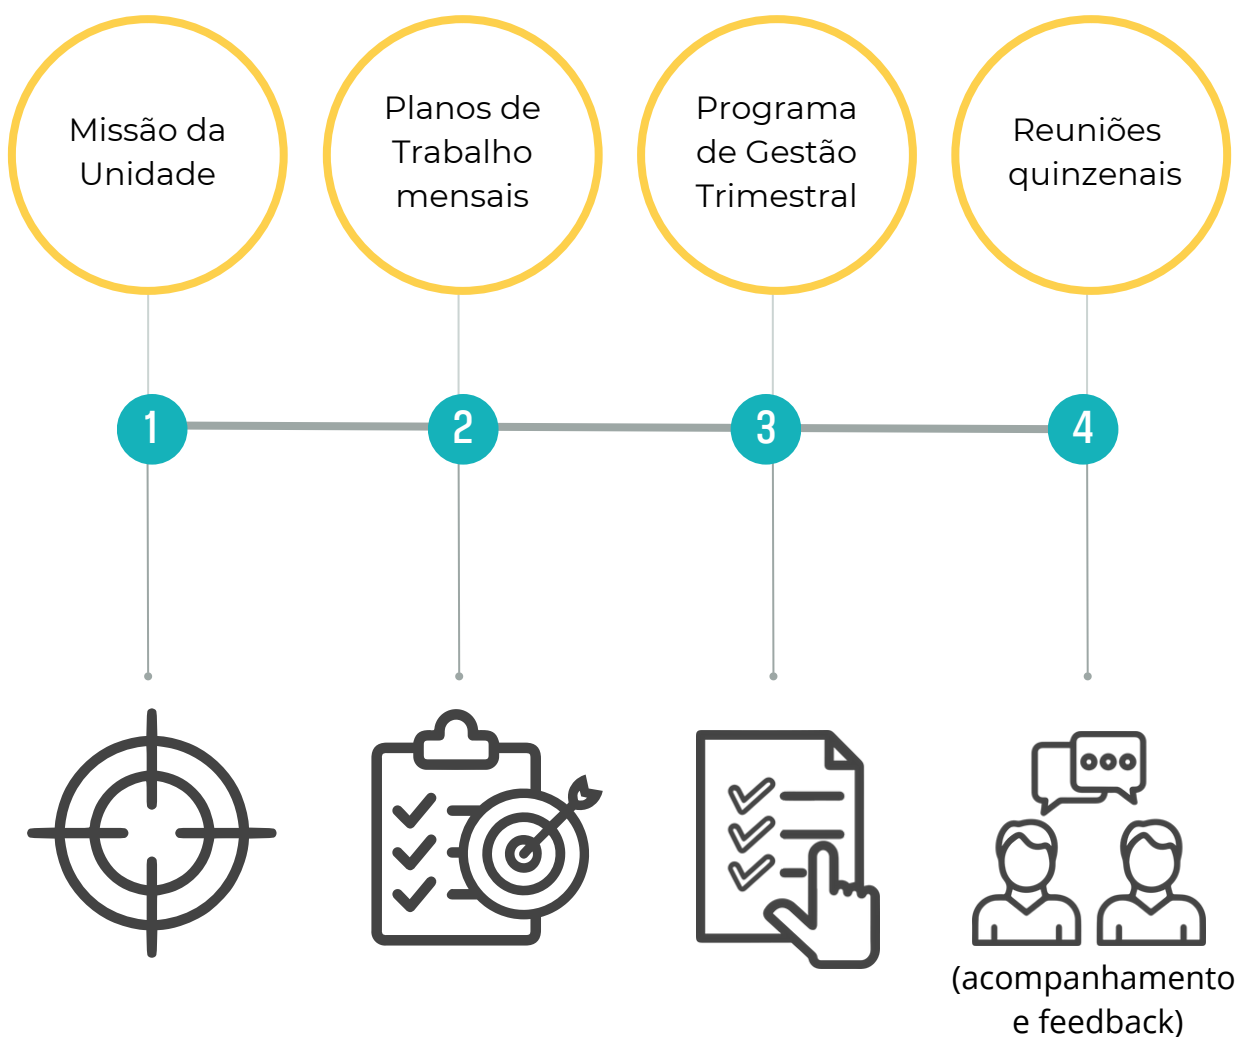 Missão da
Unidade
Planos de
Trabalho
mensais
Programa
de Gestão
Trimestral
Reuniões
quinzenais
1
2
3
4
(acompanhamento
e feedback)